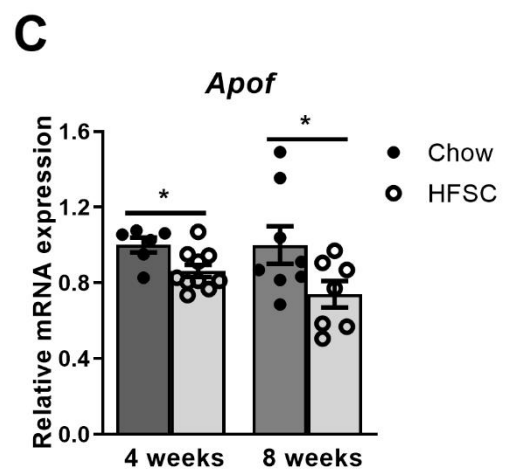 C
Apof
Relative mRNA expression
1.6
1.2
0.8
0.4
0.0
*
*
Chow
HFSC
4 weeks
8 weeks